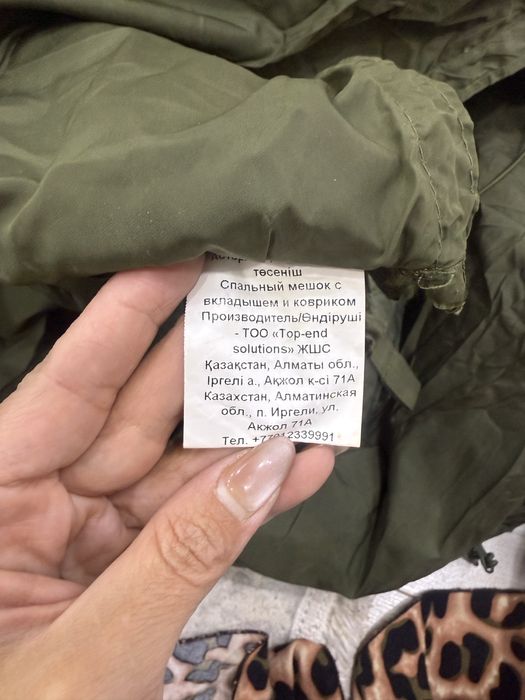 төсеніш
Спальный мешок с
вкладышем и ковриком
Производитель/Өндіруші
- ТОО «Top-end
solutions» ЖШС
Қазақстан, Алматы обл.,
Іргелі а., Ақжол к-сі 71А
Казахстан, Алматинская
обл., п. Иргели, ул.
Акжол 71А
Тел.